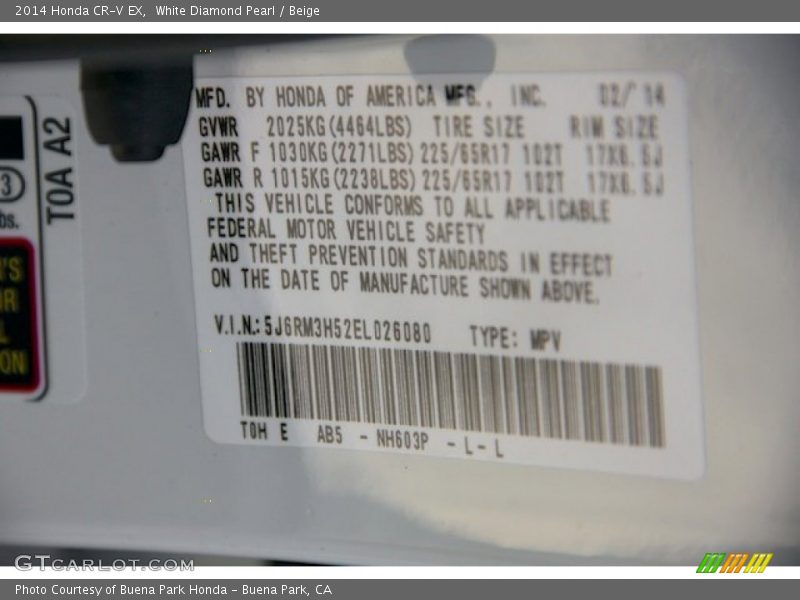 2014 Honda CR-V EX, White Diamond Pearl / Beige
MFD. BY HONDA OF AMERICA MFG., INC. 02/ 14
GVWR 2025KG(4464LBS) TIRE SIZE RIM SIZE
GAWR F 1030KG(2271LBS) 225/65R17 102T 17X6.5J
GAWR R 1015KG(2238LBS) 225/65R17 102T 17X6.5J
THIS VEHICLE CONFORMS TO ALL APPLICABLE
FEDERAL MOTOR VEHICLE SAFETY
AND THEFT PREVENTION STANDARDS IN EFFECT
ON THE DATE OF MANUFACTURE SHOWN ABOVE.
V.I.N.: 5J6RM3H52EL026080 TYPE: MPV
T0H E AB5 - NH603P - L - L
T0A A2
3
bs.
GTCARLOT.COM
Photo Courtesy of Buena Park Honda - Buena Park, CA